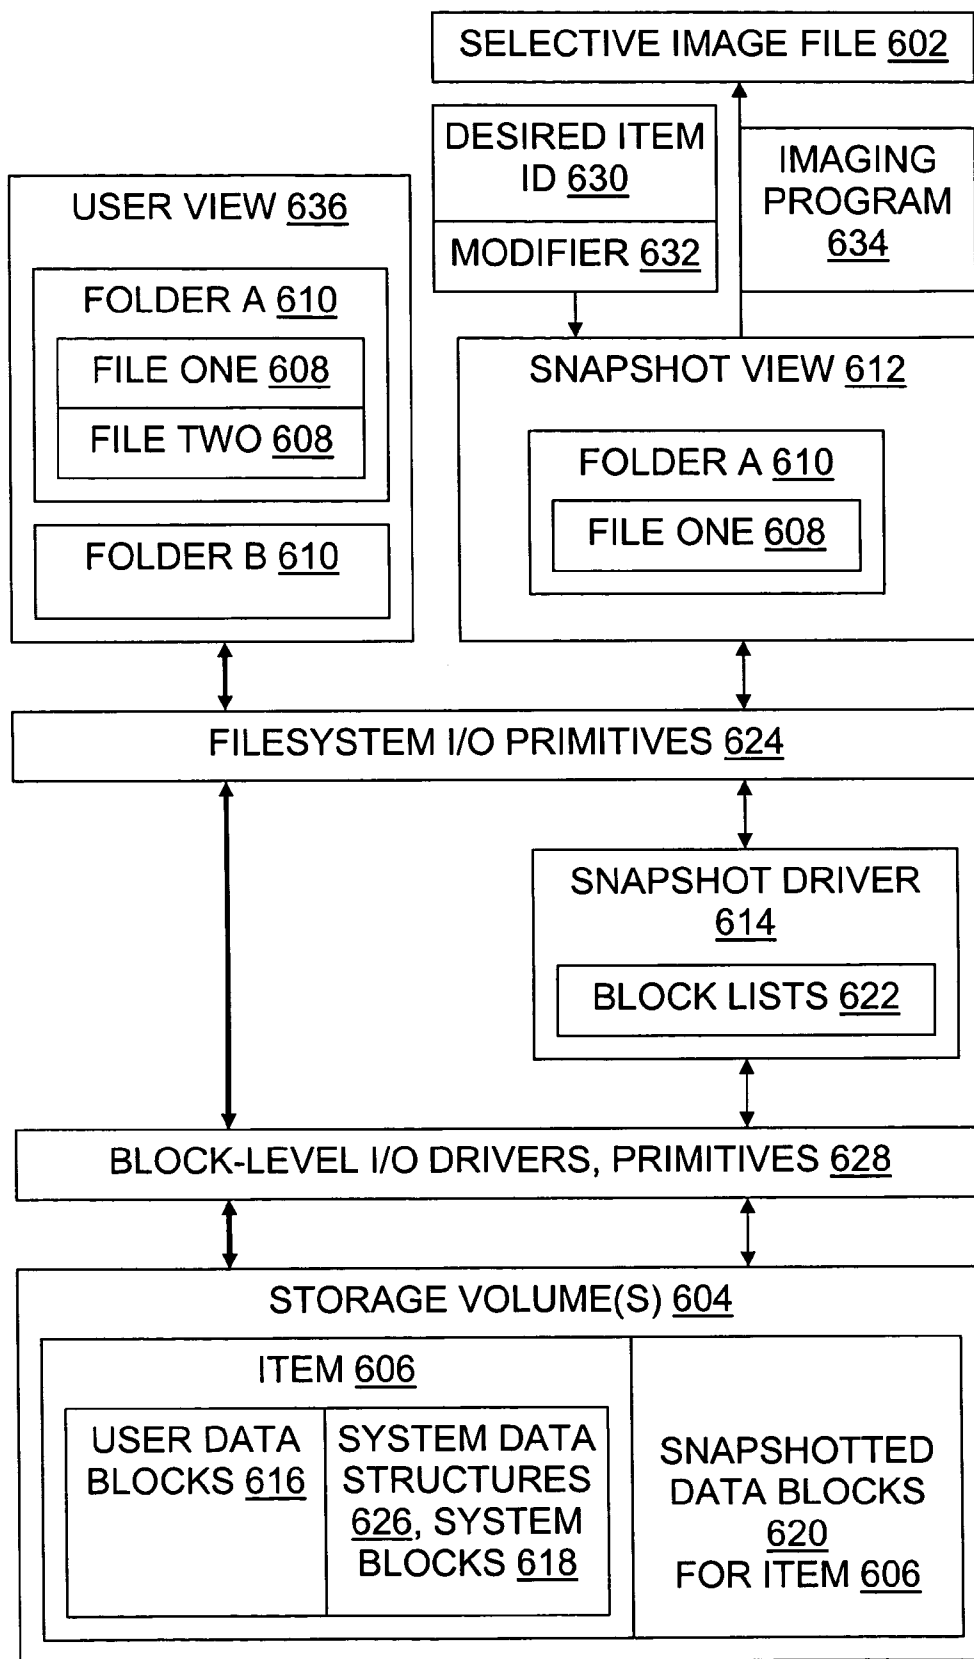 SELECTIVE IMAGE FILE 602
DESIRED ITEM
ID 630
MODIFIER 632
IMAGING
PROGRAM
634
USER VIEW 636
FOLDER A 610
FILE ONE 608
FILE TWO 608
FOLDER B 610
SNAPSHOT VIEW 612
FOLDER A 610
FILE ONE 608
FILESYSTEM I/O PRIMITIVES 624
SNAPSHOT DRIVER
614
BLOCK LISTS 622
BLOCK-LEVEL I/O DRIVERS, PRIMITIVES 628
STORAGE VOLUME(S) 604
ITEM 606
USER DATA
BLOCKS 616
SYSTEM DATA
STRUCTURES
626, SYSTEM
BLOCKS 618
SNAPSHOTTED
DATA BLOCKS
620
FOR ITEM 606